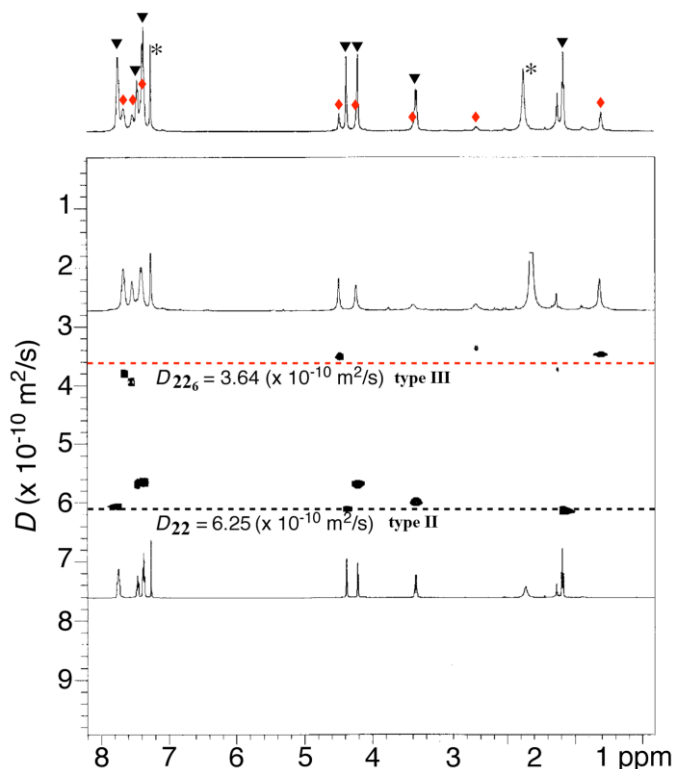 * *
1
2
3
D22₆ = 3.64 (x 10⁻¹⁰ m²/s) type III
4
D (x 10⁻¹⁰ m²/s)
5
6
D22 = 6.25 (x 10⁻¹⁰ m²/s) type II
7
8
9
8 7 6 5 4 3 2 1 ppm